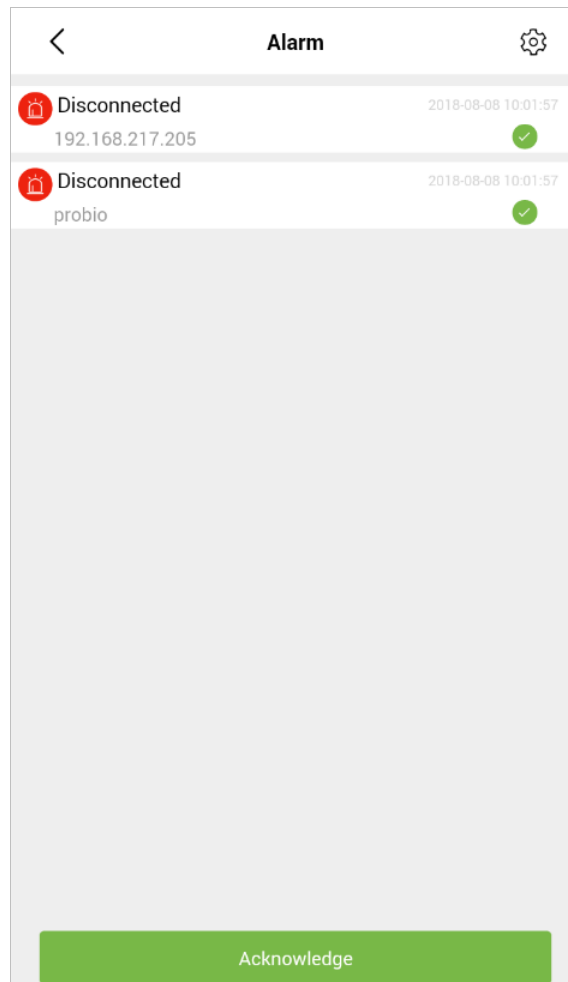 Alarm
Disconnected 2018-08-08 10:01:57
192.168.217.205
Disconnected 2018-08-08 10:01:57
probio
Acknowledge